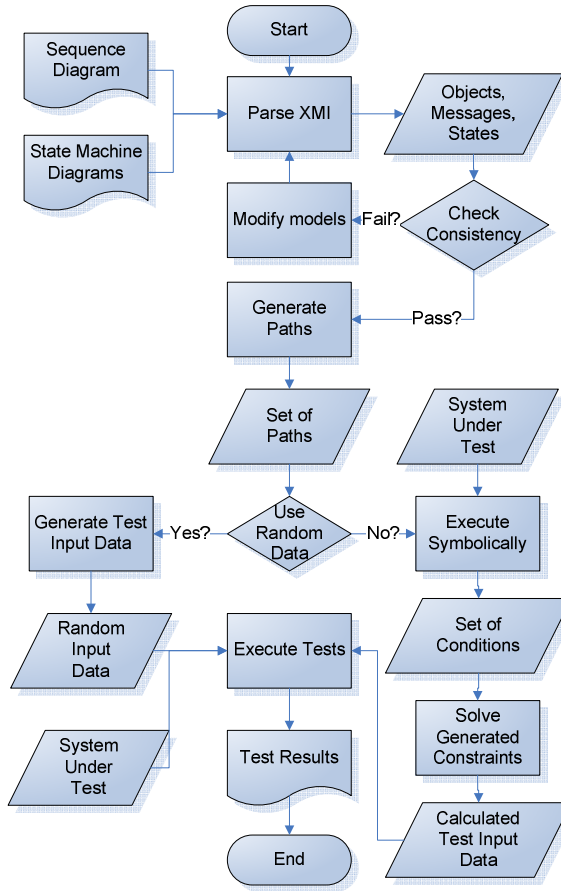 Start
Sequence
Diagram
Parse XMI
Objects,
Messages,
States
State Machine
Diagrams
Modify models
Fail?
Check
Consistency
Generate
Paths
Pass?
Set of
Paths
System
Under
Test
Generate Test
Input Data
Yes?
Use
Random
Data
No?
Execute
Symbolically
Random
Input
Data
Execute Tests
Set of
Conditions
System
Under
Test
Test Results
Solve
Generated
Constraints
End
Calculated
Test Input
Data